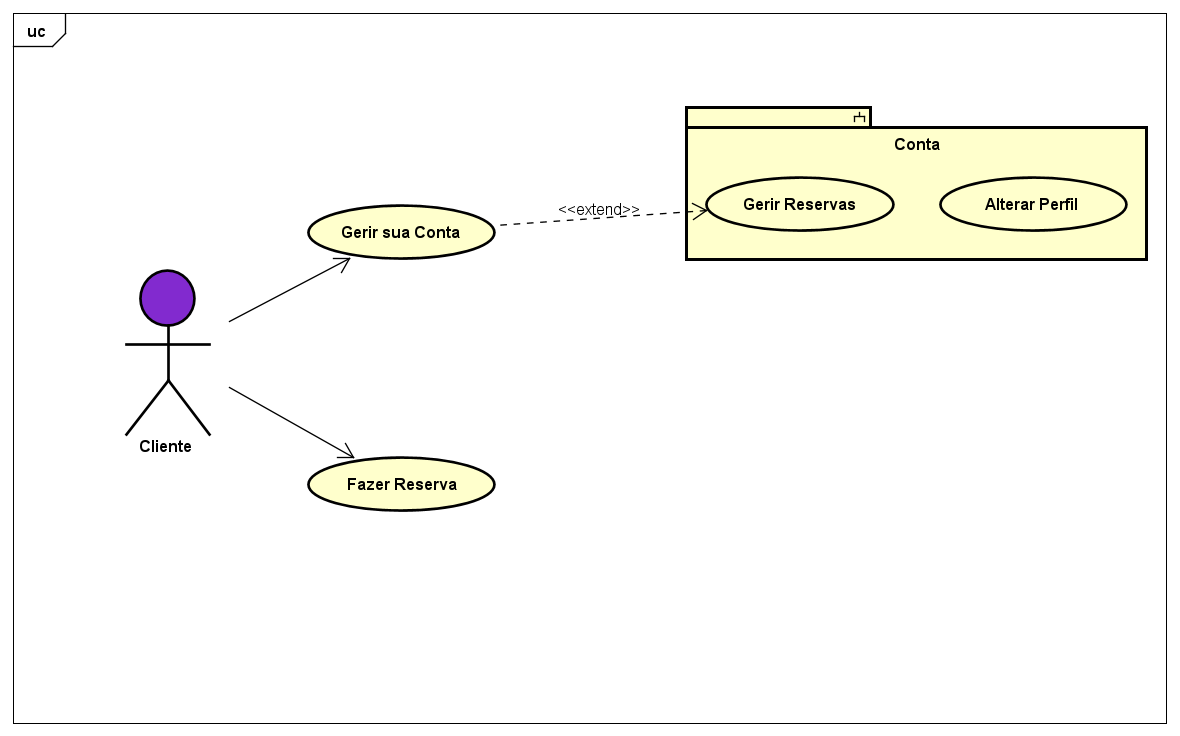 uc
Conta
Gerir Reservas
Alterar Perfil
<<extend>>
Gerir sua Conta
Cliente
Fazer Reserva